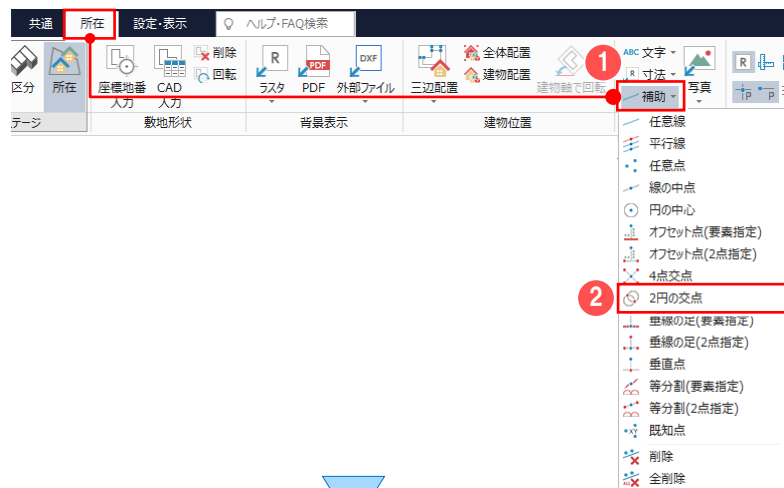 共通 所在 設定・表示 ヘルプ・FAQ検索
区分 所在 座標地番入力 CAD入力 削除 回転 ラスタ PDF 外部ファイル 三辺配置 全体配置 建物配置 建物軸で回転 ABC 文字 寸法 補助 写真
テージ 敷地形状 背景表示 建物位置
1
任意線
平行線
任意点
線の中点
円の中心
オフセット点(要素指定)
オフセット点(2点指定)
4点交点
2 2円の交点
垂線の足(要素指定)
垂線の足(2点指定)
垂直点
等分割(要素指定)
等分割(2点指定)
既知点
削除
全削除